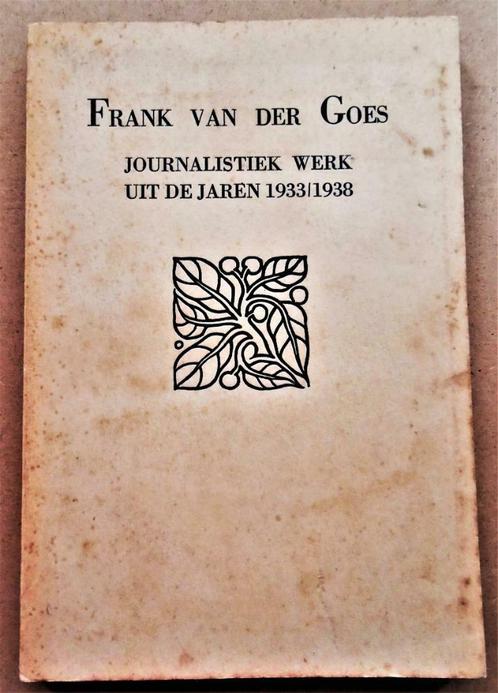 Frank van der Goes
JOURNALISTIEK WERK
UIT DE JAREN 1933/1938